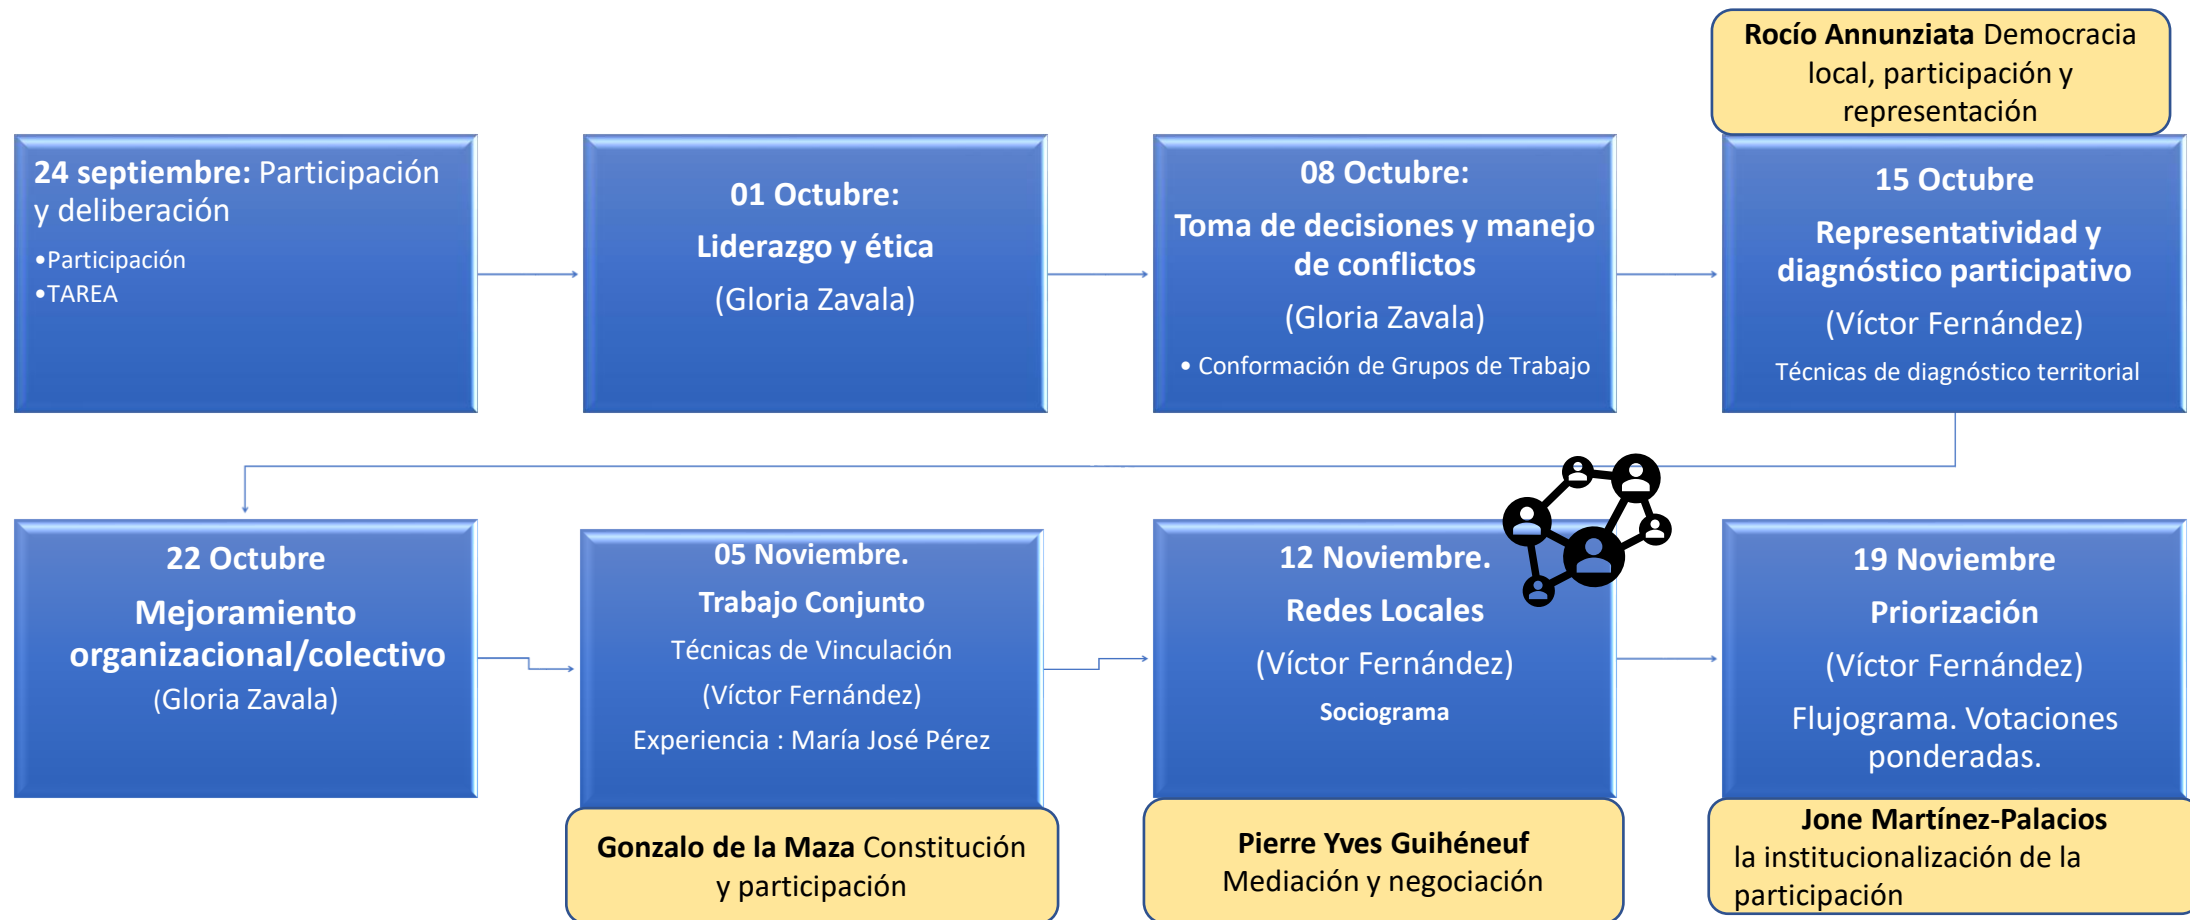 Rocío Annunziata Democracia
local, participación y
representación
24 septiembre: Participación
y deliberación
•Participación
•TAREA
01 Octubre:
Liderazgo y ética
(Gloria Zavala)
08 Octubre:
Toma de decisiones y manejo
de conflictos
(Gloria Zavala)
• Conformación de Grupos de Trabajo
15 Octubre
Representatividad y
diagnóstico participativo
(Víctor Fernández)
Técnicas de diagnóstico territorial
22 Octubre
Mejoramiento
organizacional/colectivo
(Gloria Zavala)
05 Noviembre.
Trabajo Conjunto
Técnicas de Vinculación
(Víctor Fernández)
Experiencia : María José Pérez
Gonzalo de la Maza Constitución
y participación
12 Noviembre.
Redes Locales
(Víctor Fernández)
Sociograma
Pierre Yves Guihéneuf
Mediación y negociación
19 Noviembre
Priorización
(Víctor Fernández)
Flujograma. Votaciones
ponderadas.
Jone Martínez-Palacios
la institucionalización de la
participación